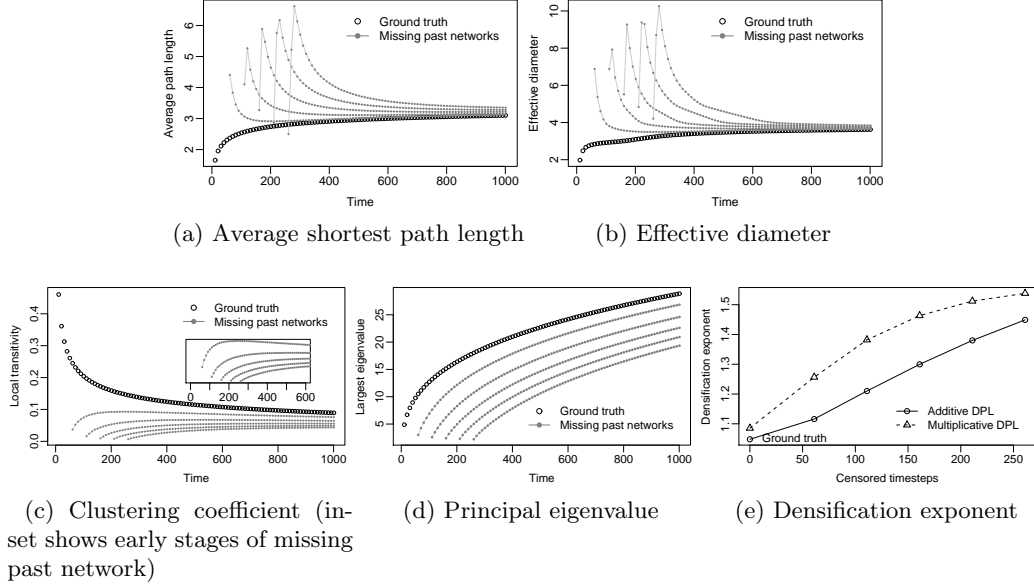 Average path length
2 3 4 5 6
Ground truth
Missing past networks
0 200 400 600 800 1000
Time
(a) Average shortest path length
Effective diameter
2 4 6 8 10
Ground truth
Missing past networks
0 200 400 600 800 1000
Time
(b) Effective diameter
Local transitivity
0.0 0.1 0.2 0.3 0.4
Ground truth
Missing past networks
0 200 400 600
0 200 400 600 800 1000
Time
(c) Clustering coefficient (in-
set shows early stages of missing
past network)
Largest eigenvalue
5 10 15 20 25
Ground truth
Missing past networks
0 200 400 600 800 1000
Time
(d) Principal eigenvalue
Densification exponent
1.1 1.2 1.3 1.4 1.5
Additive DPL
Multiplicative DPL
Ground truth
0 50 100 150 200 250
Censored timesteps
(e) Densification exponent